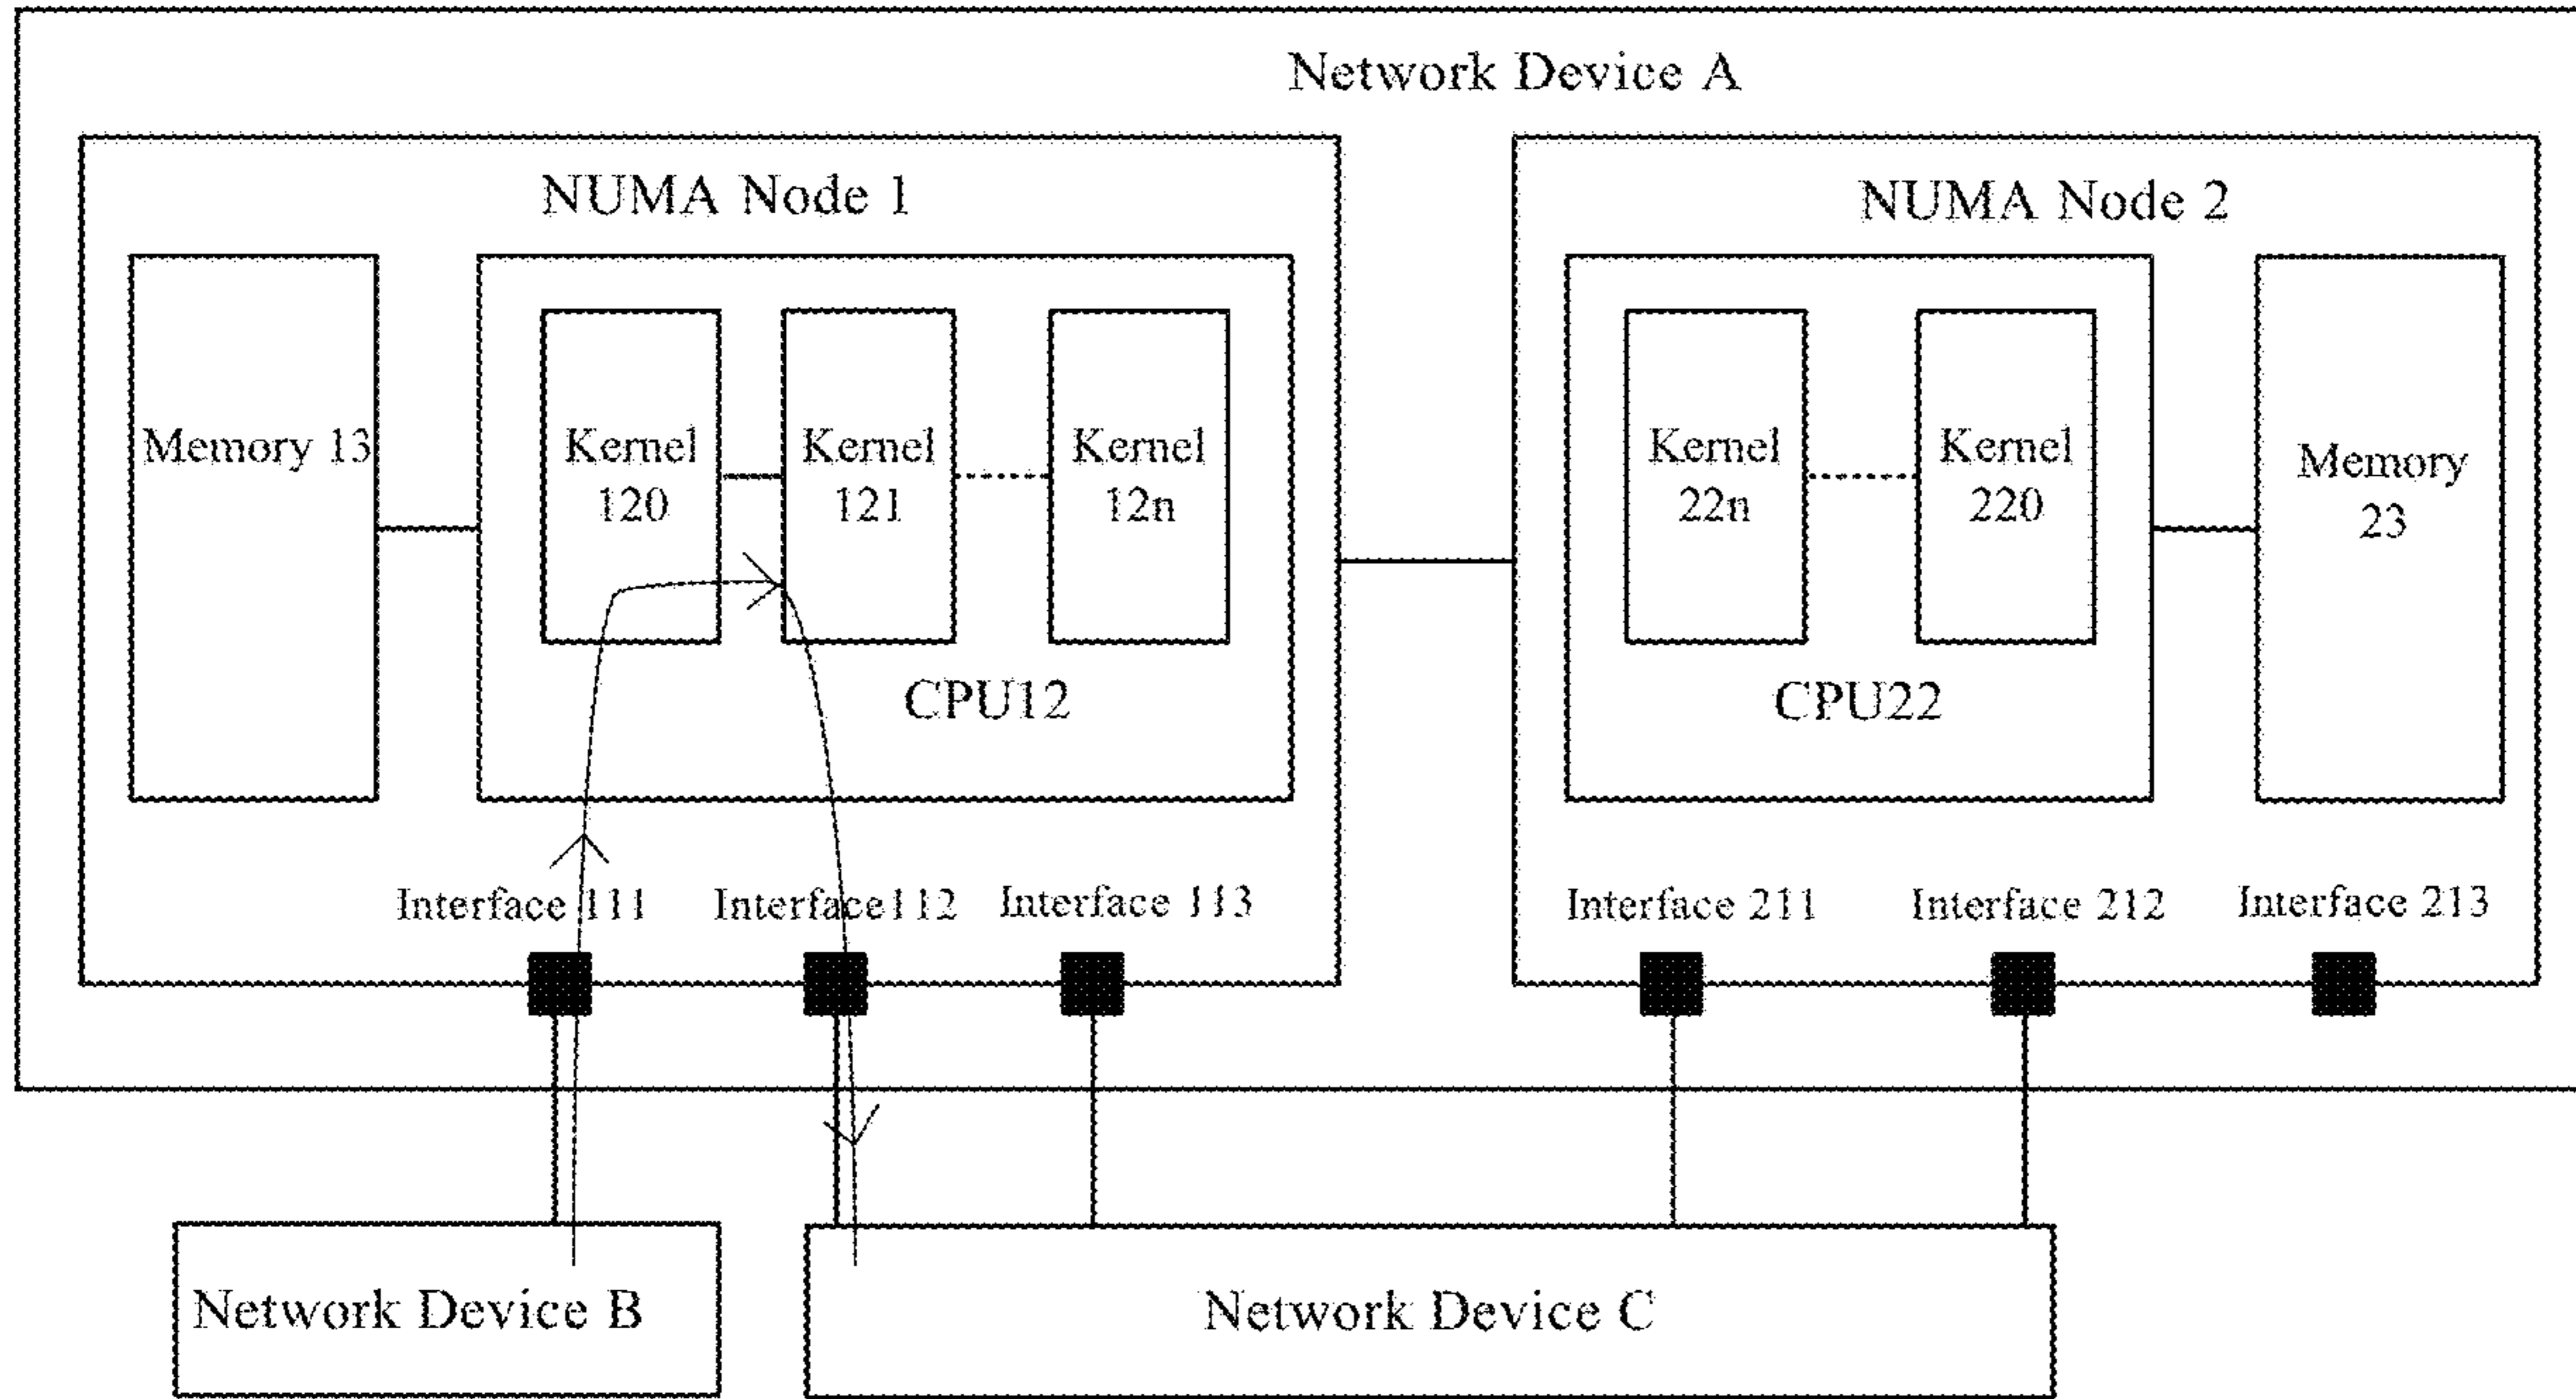 Network Device A
NUMA Node 1
NUMA Node 2
Memory 13
Kernel
120
Kernel
121
Kernel
12n
CPU12
Kernel
22n
Kernel
220
CPU22
Memory
23
Interface 111
Interface112
Interface 113
Interface 211
Interface 212
Interface 213
Network Device B
Network Device C